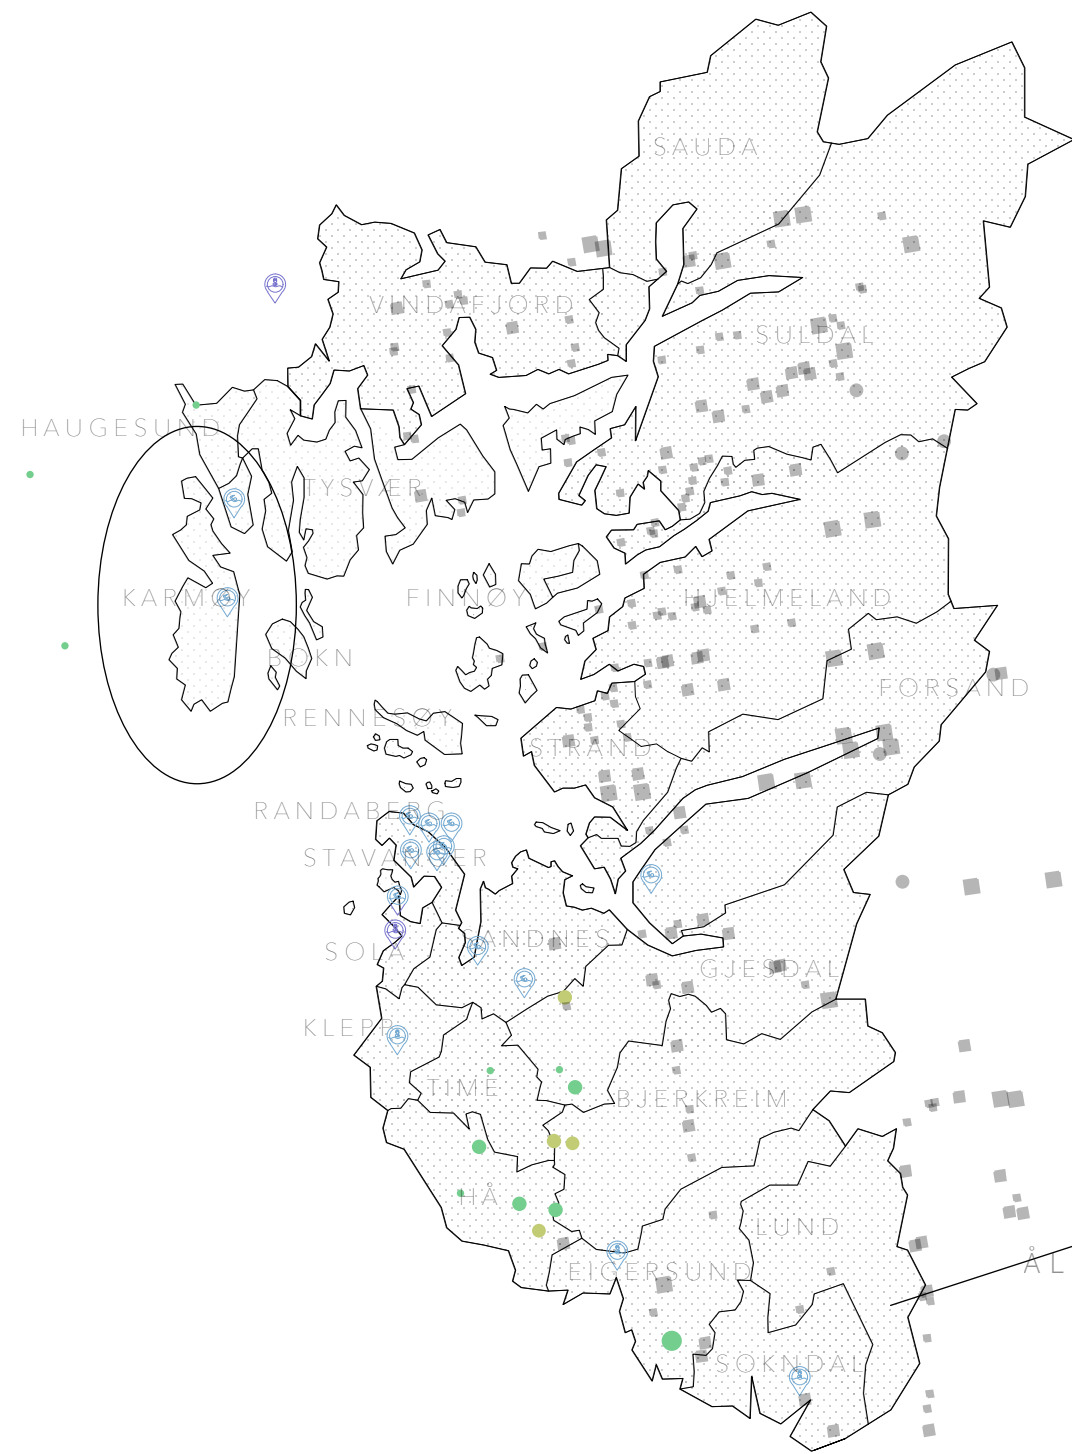 SAUDA
VINDAFJORD
SULDAL
HAUGESUND
TYSVÆR
KARMØY
FINNØY
HJELMELAND
BOKN
FORSAND
RENNESØY
STRAND
RANDABERG
STAVANGER
SANDNES
SOLA
GJESDAL
KLEPP
TIME
BJERKREIM
HÅ
LUND
ÅL
EIGERSUND
SOKNDAL